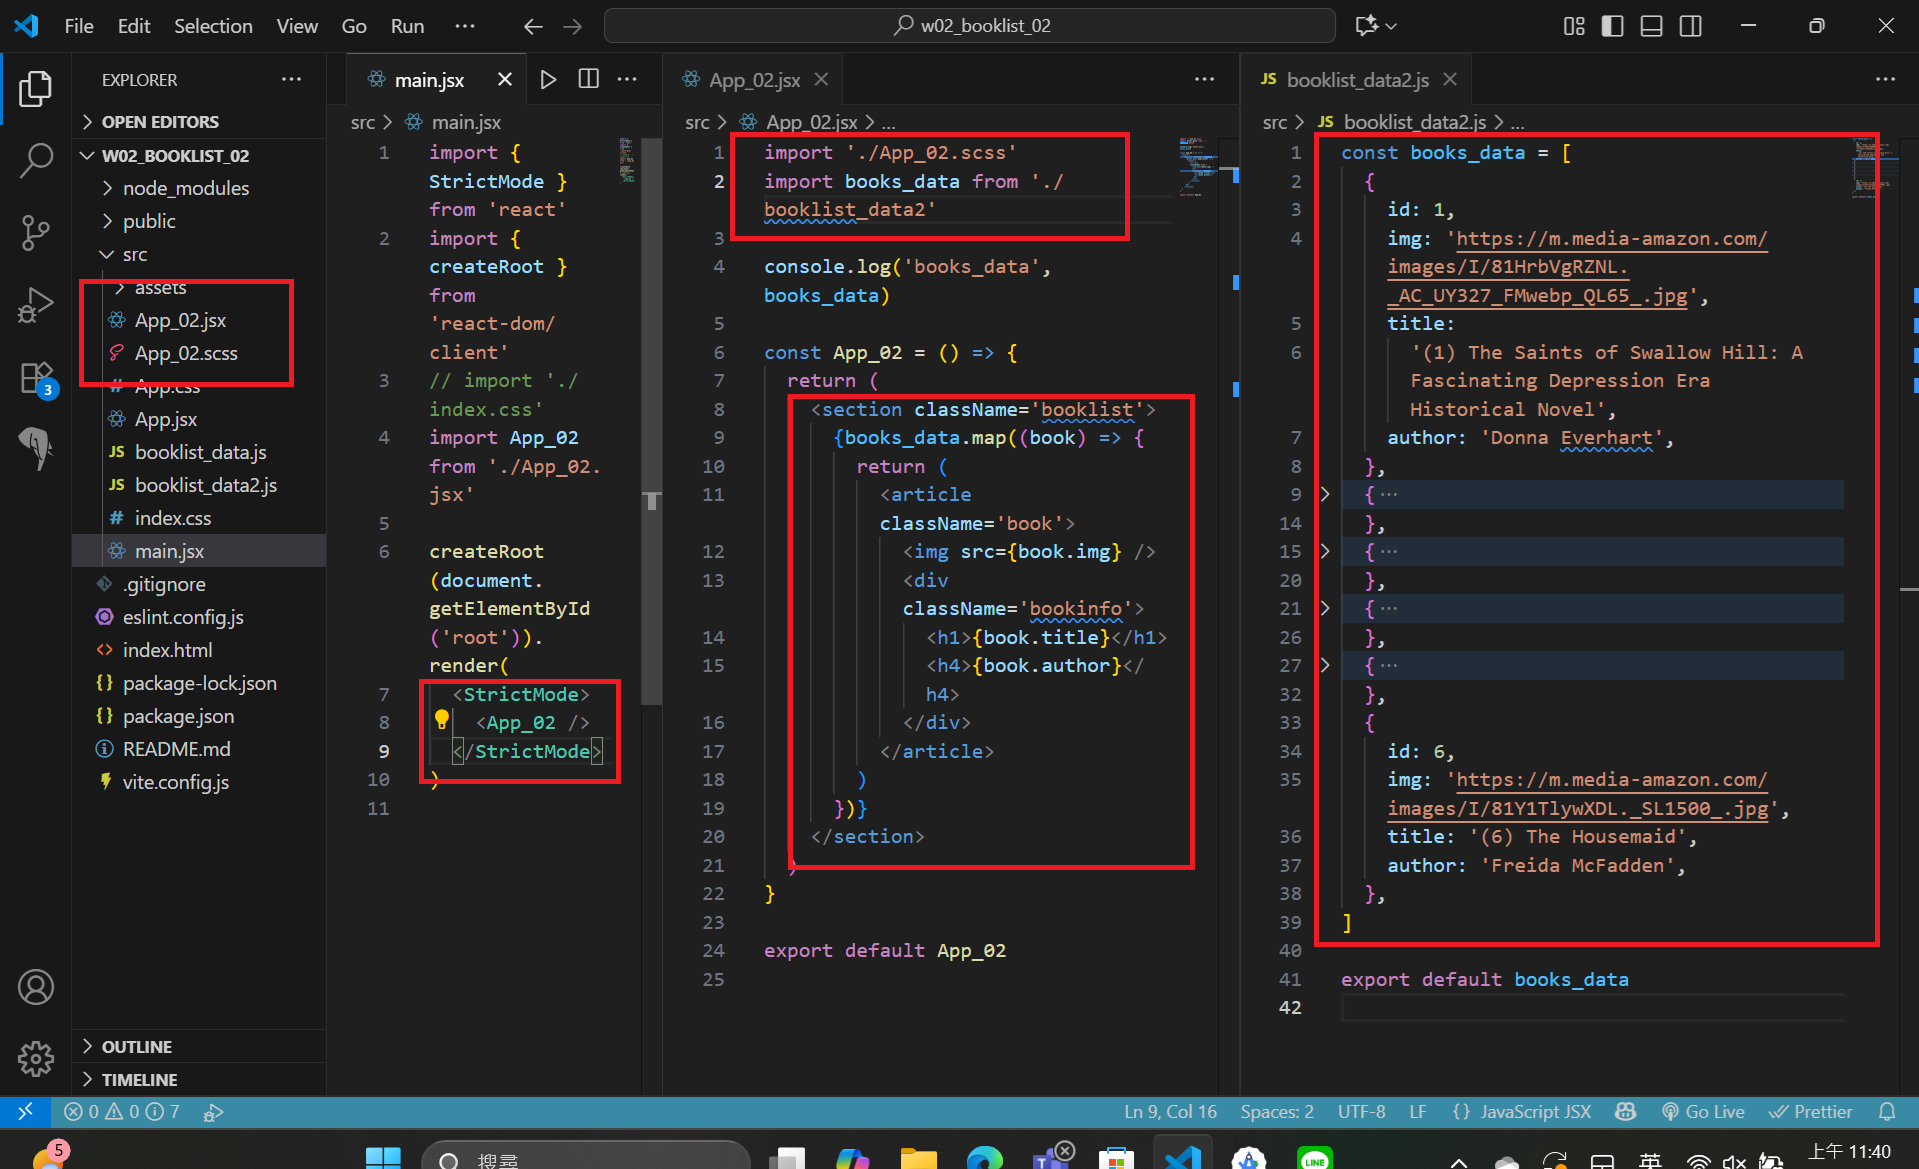 File Edit Selection View Go Run ···
w02_booklist_02
EXPLORER ···
OPEN EDITORS
W02_BOOKLIST_02
node_modules
public
src
assets
App_02.jsx
App_02.scss
App.css
App.jsx
JS booklist_data.js
JS booklist_data2.js
# index.css
main.jsx
.gitignore
eslint.config.js
<> index.html
{} package-lock.json
{} package.json
README.md
vite.config.js
OUTLINE
TIMELINE
3
main.jsx
src > main.jsx
1 import {
StrictMode }
from 'react'
2 import {
createRoot }
from
'react-dom/
client'
3 // import './
index.css'
4 import App_02
from './App_02.
jsx'
5
6 createRoot
(document.
getElementById
('root')).
render(
7 <StrictMode>
8 <App_02 />
9 </StrictMode>
10 )
11
App_02.jsx
src > App_02.jsx > ...
1 import './App_02.scss'
2 import books_data from './
booklist_data2'
3
4 console.log('books_data',
books_data)
5
6 const App_02 = () => {
7 return (
8 <section className='booklist'>
9 {books_data.map((book) => {
10 return (
11 <article
className='book'>
12 <img src={book.img} />
13 <div
className='bookinfo'>
14 <h1>{book.title}</h1>
15 <h4>{book.author}</
h4>
16 </div>
17 </article>
18 )
19 })}
20 </section>
21 )
22 }
23
24 export default App_02
25
JS booklist_data2.js
src > JS booklist_data2.js > ...
1 const books_data = [
2 {
3 id: 1,
4 img: 'https://m.media-amazon.com/
images/I/81HrbVgRZNL.
_AC_UY327_FMwebp_QL65_.jpg',
5 title:
6 '(1) The Saints of Swallow Hill: A
Fascinating Depression Era
Historical Novel',
7 author: 'Donna Everhart',
8 },
9 { ···
14 },
15 { ···
20 },
21 { ···
26 },
27 { ···
32 },
33 {
34 id: 6,
35 img: 'https://m.media-amazon.com/
images/I/81Y1TlywXDL._SL1500_.jpg',
36 title: '(6) The Housemaid',
37 author: 'Freida McFadden',
38 },
39 ]
40
41 export default books_data
42
0 0 7
Ln 9, Col 16 Spaces: 2 UTF-8 LF {} JavaScript JSX Go Live Prettier
5
搜尋
LINE
英
上午 11:40